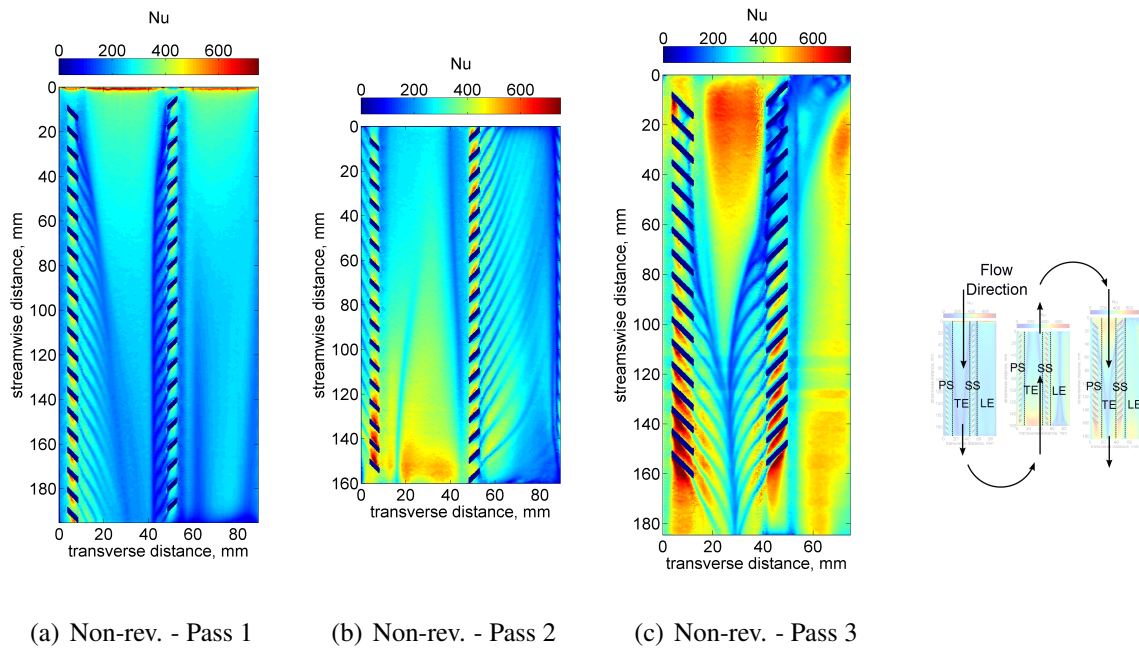 Nu
0 200 400 600
0
20
40
60
80
100
120
140
160
180
streamwise distance, mm
0 20 40 60 80
transverse distance, mm
(a) Non-rev. - Pass 1
Nu
0 200 400 600
0
20
40
60
80
100
120
140
160
streamwise distance, mm
0 20 40 60 80
transverse distance, mm
(b) Non-rev. - Pass 2
Nu
0 200 400 600
0
20
40
60
80
100
120
140
160
180
streamswise distance, mm
0 20 40 60
transverse distance, mm
(c) Non-rev. - Pass 3
Flow
Direction
PS SS
TE LE
PS SS
TE LE
PS SS
TE LE